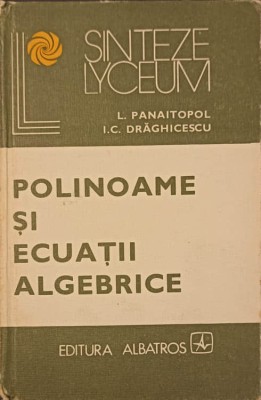 SINTEZE
LYCEUM
L. PANAITOPOL
I.C. DRĂGHICESCU
POLINOAME
ȘI
ECUAȚII
ALGEBRICE
EDITURA ALBATROS